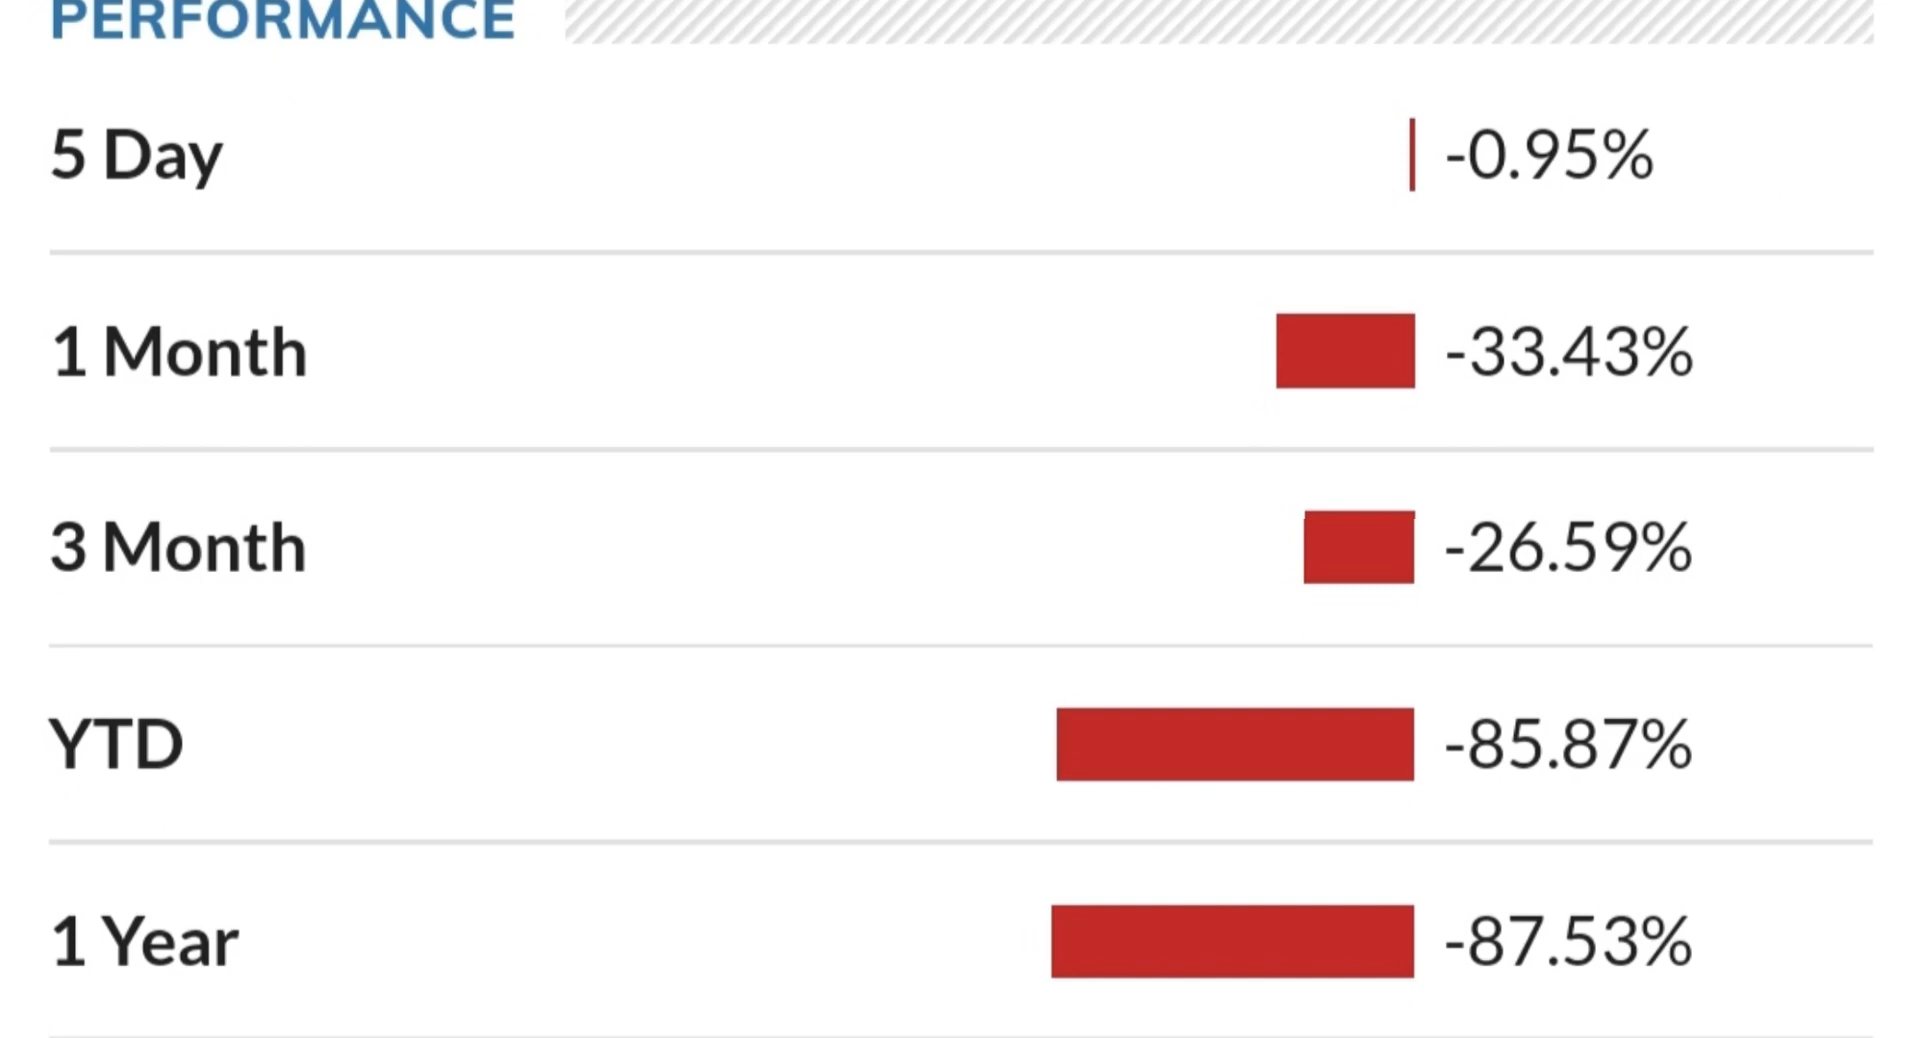 PERFORMANCE
5 Day -0.95%
1 Month -33.43%
3 Month -26.59%
YTD -85.87%
1 Year -87.53%